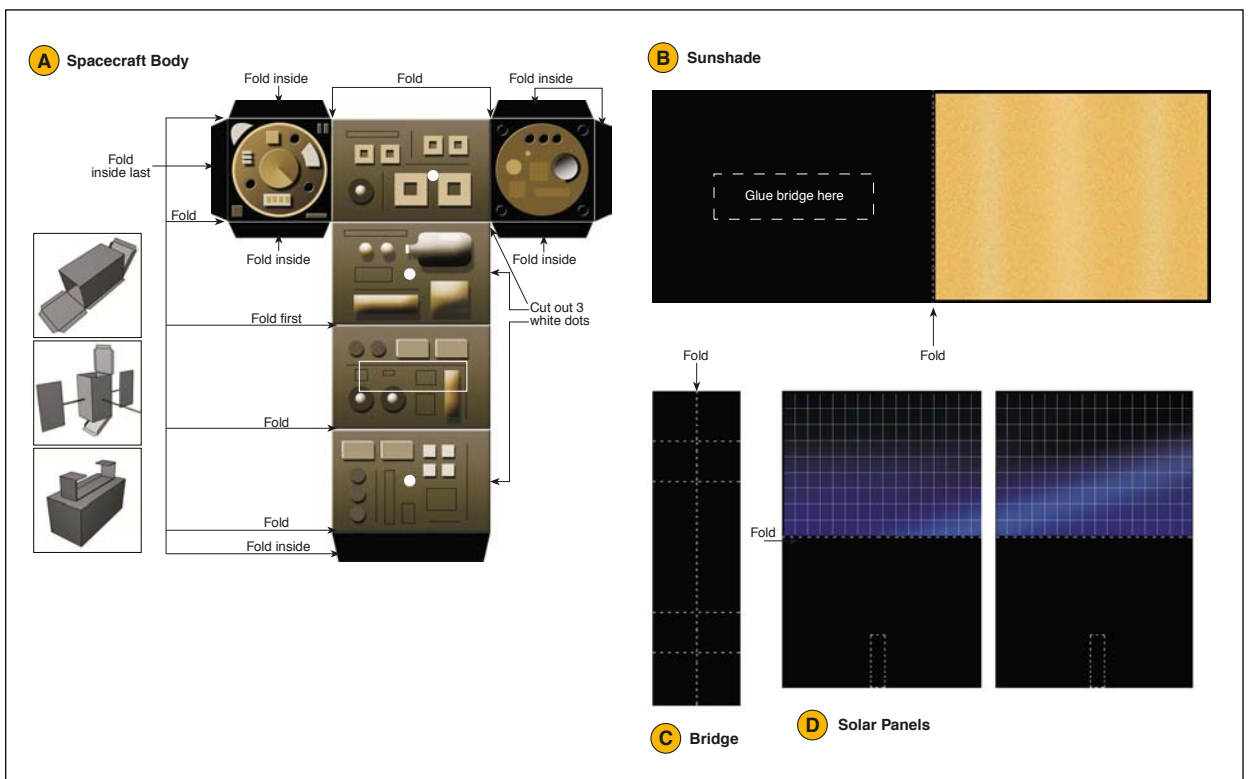 A Spacecraft Body
Fold inside
Fold
Fold inside
Fold
inside last
Fold
Fold inside
Fold inside
Cut out 3
white dots
Fold first
Fold
Fold
Fold inside
B Sunshade
Glue bridge here
Fold
Fold
Fold
C Bridge
D Solar Panels